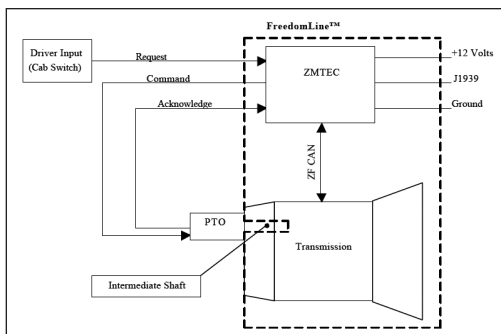 FreedomLine™
Driver Input
(Cab Switch)
Request
Command
Acknowledge
ZMTEC
+12 Volts
J1939
Ground
ZF CAN
PTO
Transmission
Intermediate Shaft